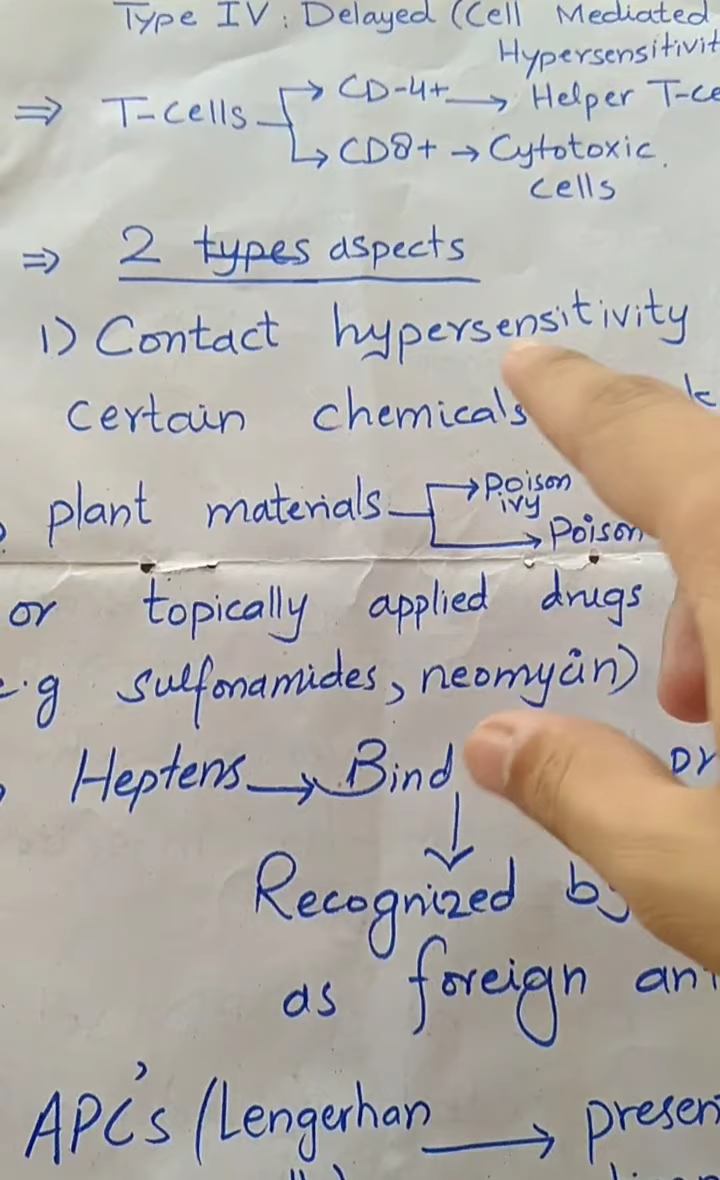 Type IV: Delayed (Cell Mediated
Hypersensitivit
⇒ T-cells → CD-4+ → Helper T-ce
→ CD8+ → Cytotoxic
cells
⇒ 2 types aspects
1) Contact hypersensitivity
certain chemicals
plant materials → Poison
ivy
→ Poison
or topically applied drugs
e.g sulfonamides, neomycin)
Heptens → Bind
↓
Recognized by
as foreign an
APC's (Lengerhan → presen